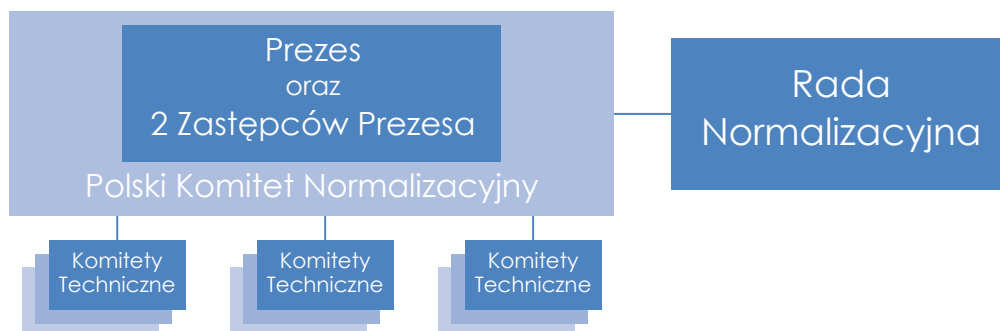 Prezes
oraz
2 Zastępców Prezesa
Polski Komitet Normalizacyjny
Rada
Normalizacyjna
Komitety
Techniczne
Komitety
Techniczne
Komitety
Techniczne